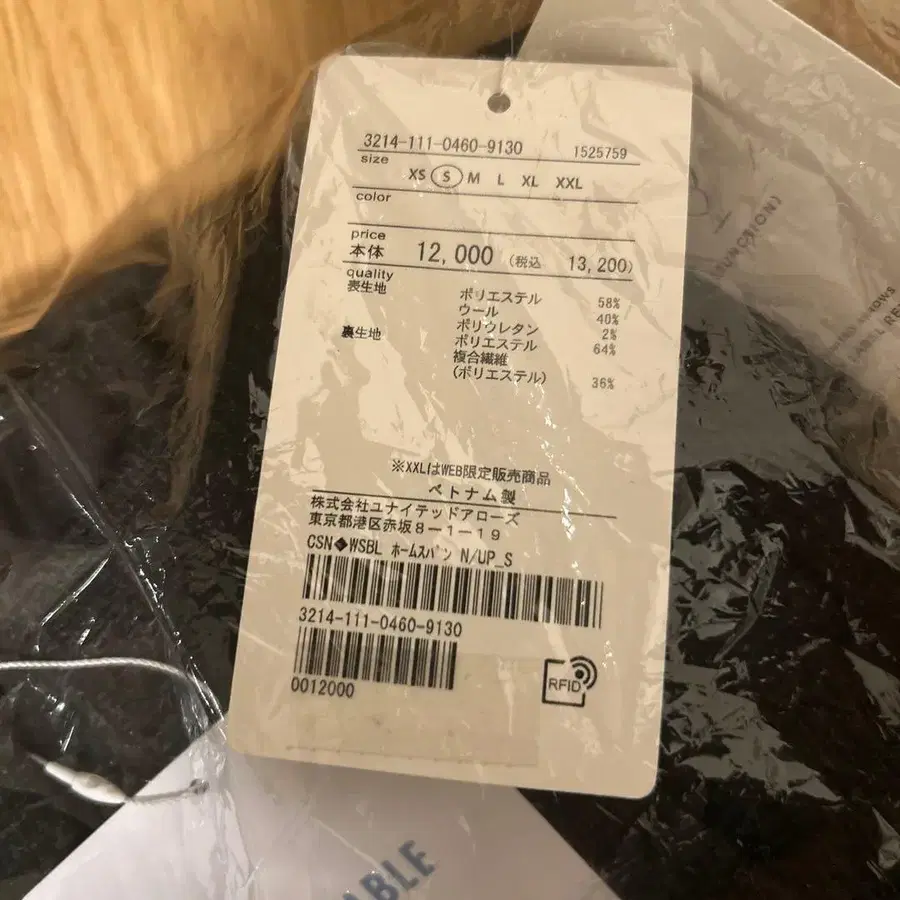 3214-111-0460-9130 1525759
size
XS S M L XL XXL
color
price
本体 12,000 (税込 13,200)
quality
表生地 ポリエステル 58%
ウール 40%
ポリウレタン 2%
裏生地 ポリエステル 64%
複合繊維
(ポリエステル) 36%
※XXLはWEB限定販売商品
ベトナム製
株式会社ユナイテッドアローズ
東京都港区赤坂8-1-19
CSN◆WSBL ホームスパン N/UP_S
3214-111-0460-9130
0012000
RFID
ABLE